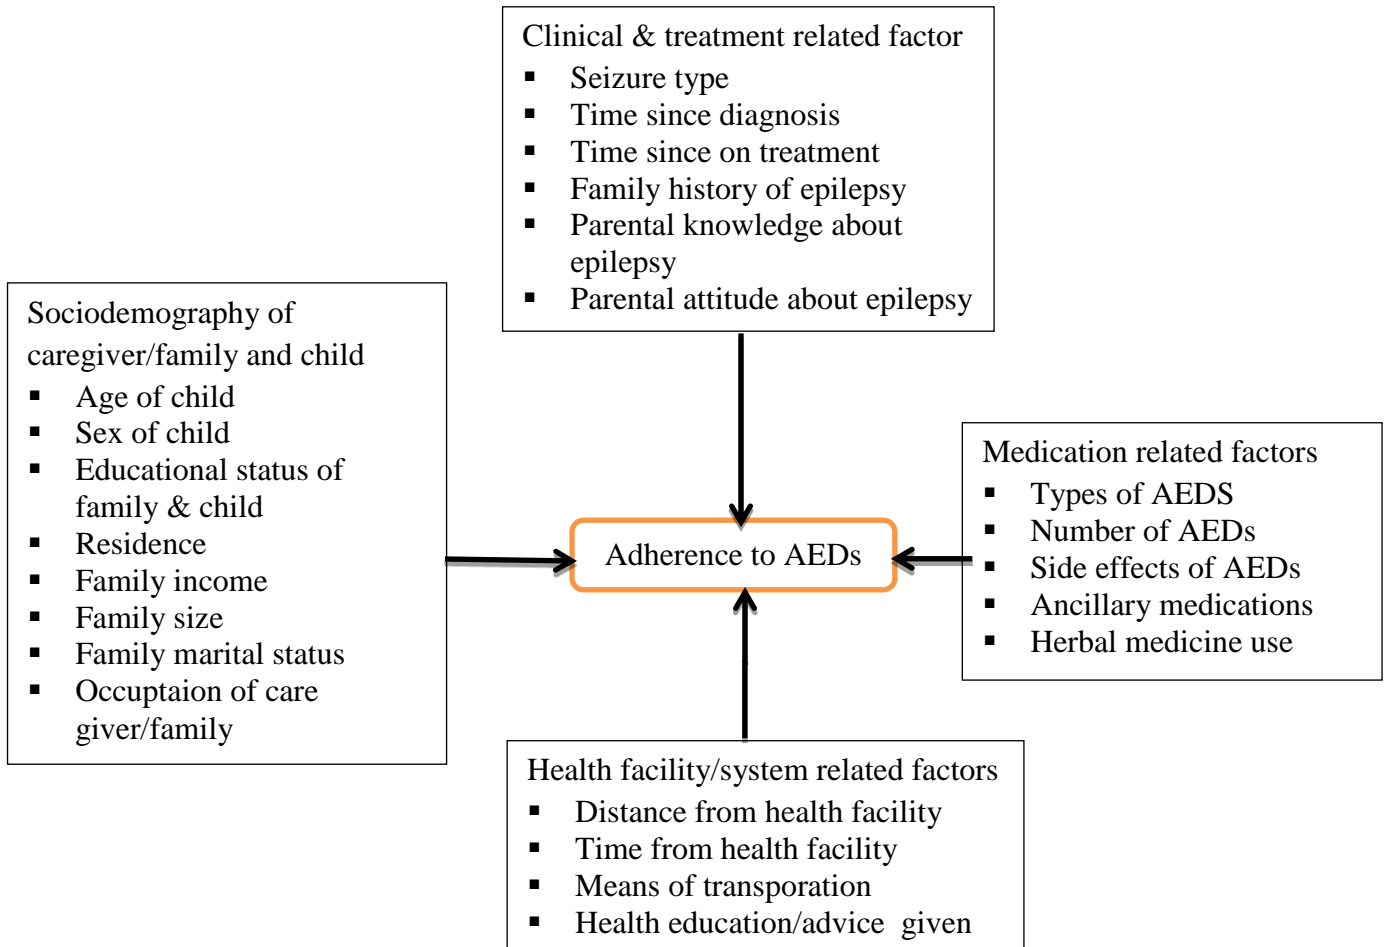 Clinical & treatment related factor
▪ Seizure type
▪ Time since diagnosis
▪ Time since on treatment
▪ Family history of epilepsy
▪ Parental knowledge about
epilepsy
▪ Parental attitude about epilepsy
Sociodemography of
caregiver/family and child
▪ Age of child
▪ Sex of child
▪ Educational status of
family & child
▪ Residence
▪ Family income
▪ Family size
▪ Family marital status
▪ Occuptaion of care
giver/family
Adherence to AEDs
Medication related factors
▪ Types of AEDS
▪ Number of AEDs
▪ Side effects of AEDs
▪ Ancillary medications
▪ Herbal medicine use
Health facility/system related factors
▪ Distance from health facility
▪ Time from health facility
▪ Means of transporation
▪ Health education/advice given